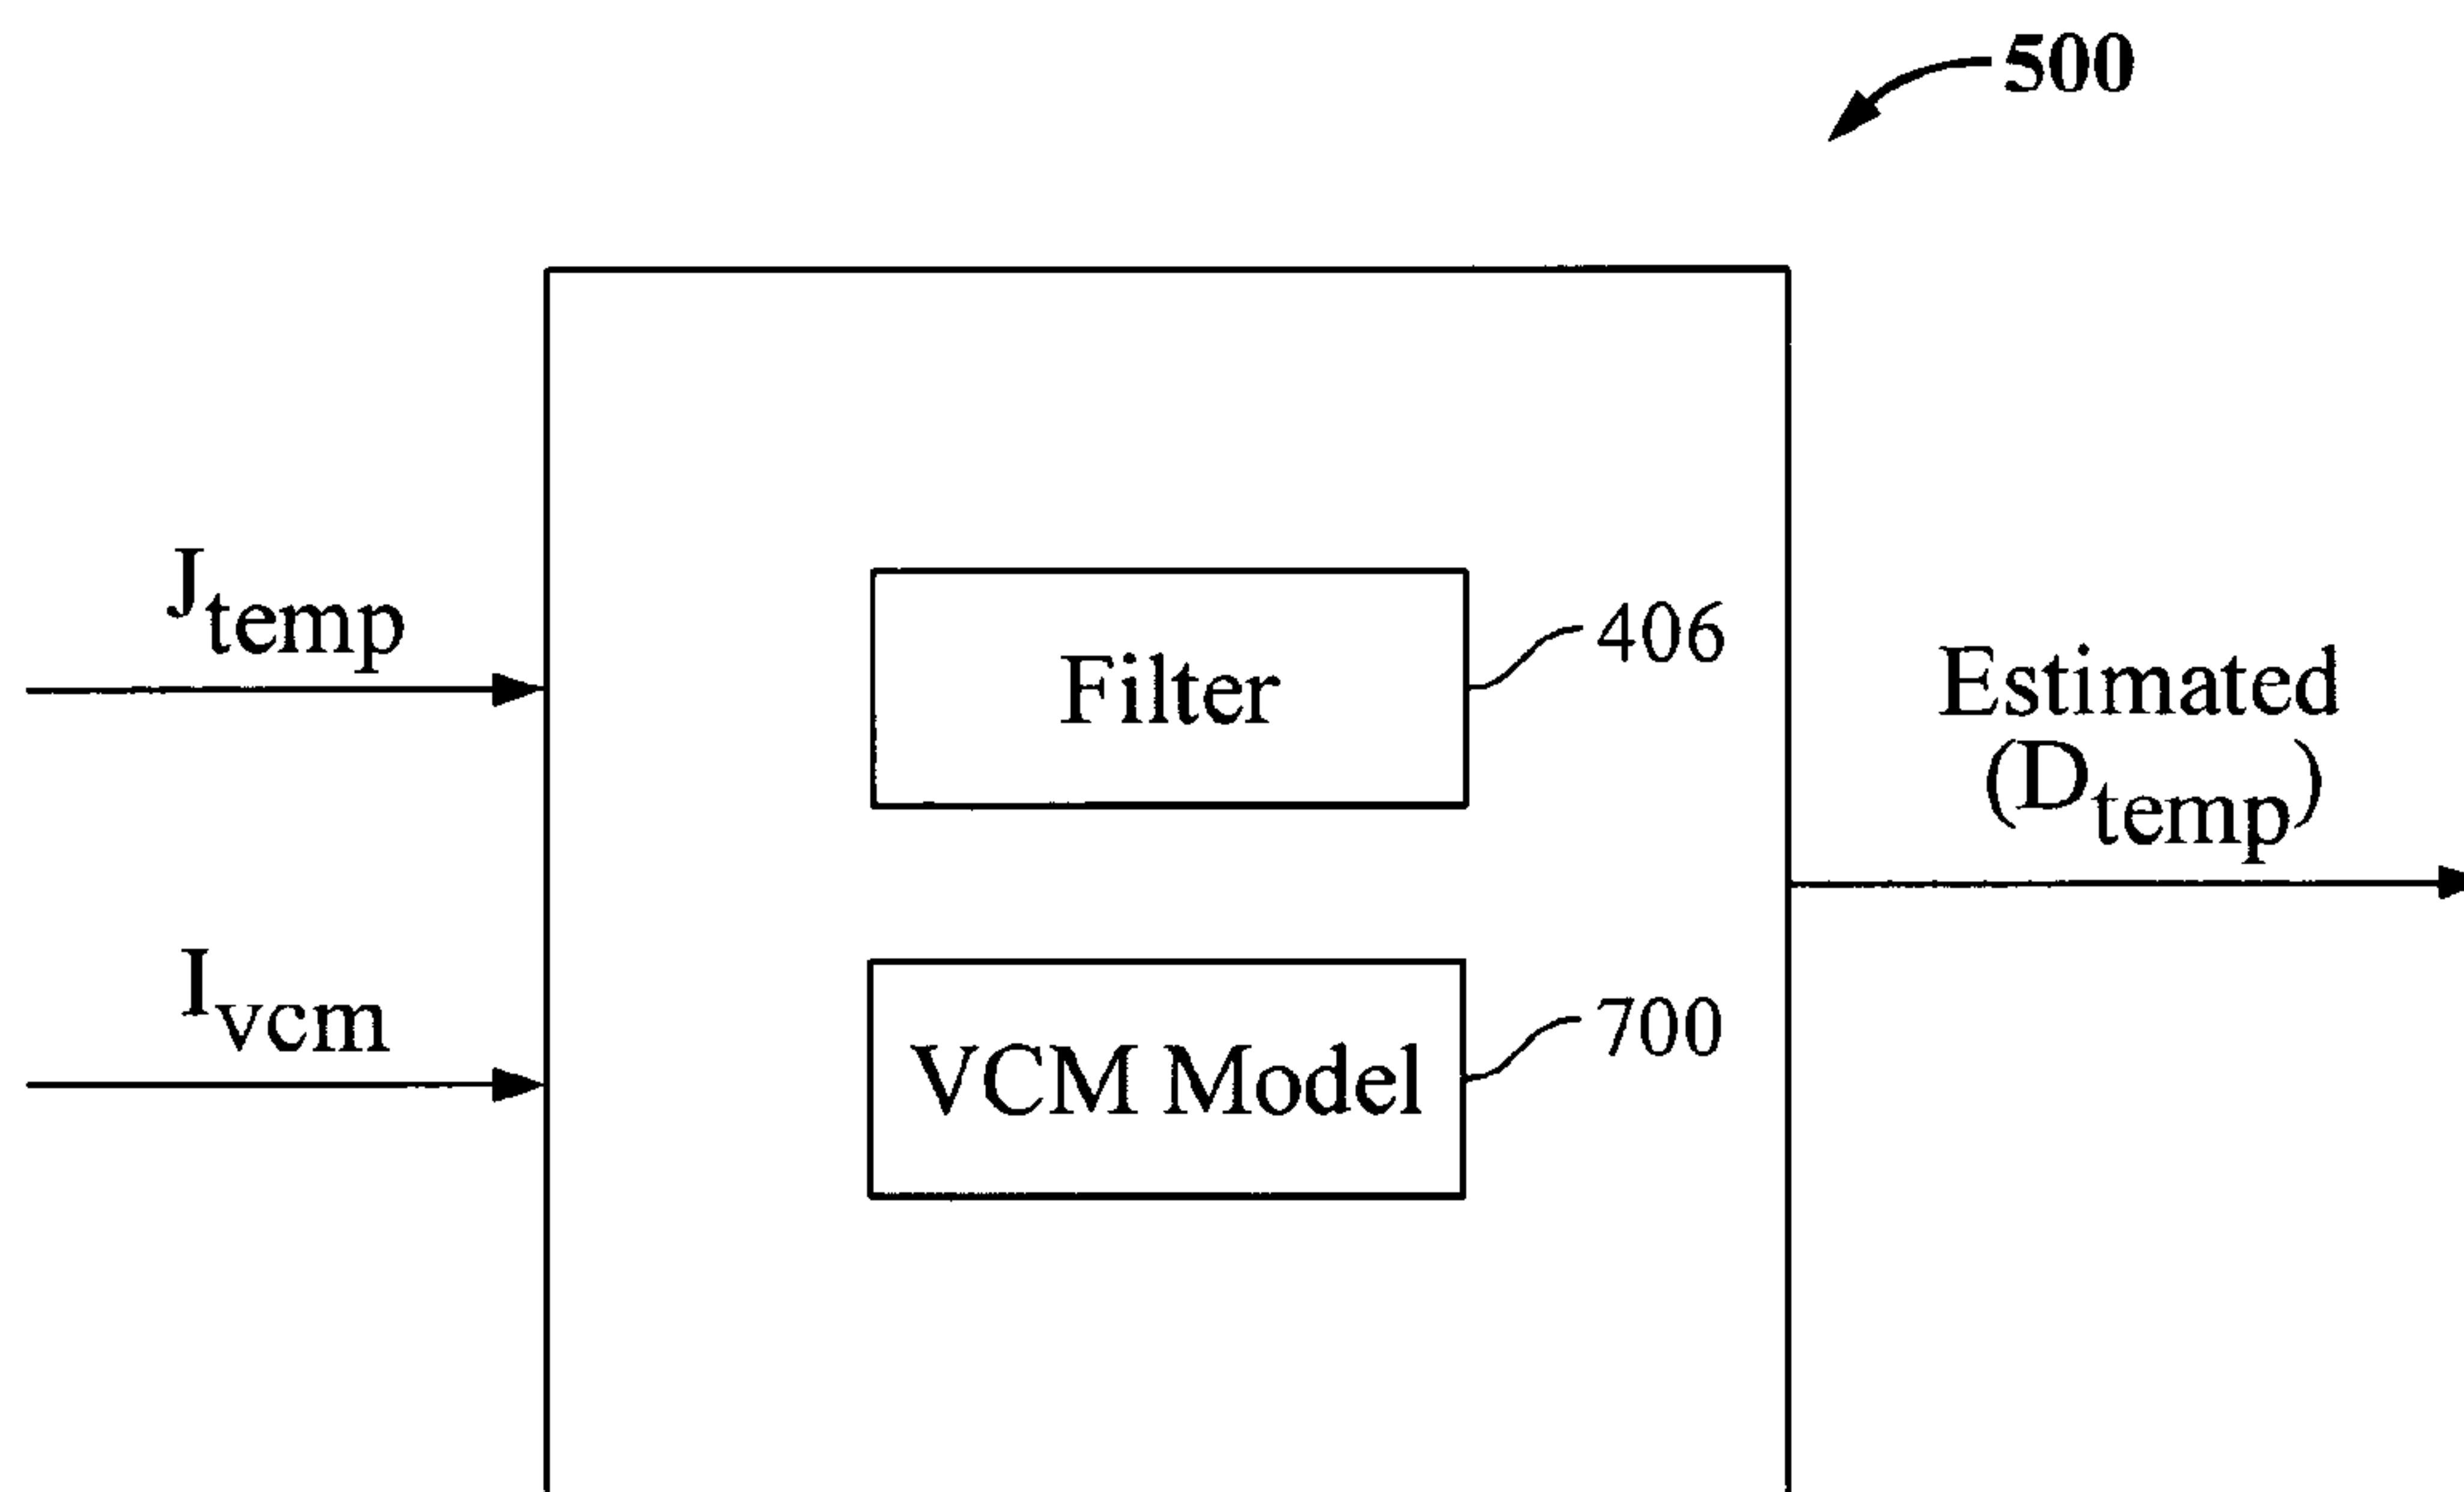 500
J_temp
Filter
406
Estimated
(D_temp)
I_vcm
VCM Model
700